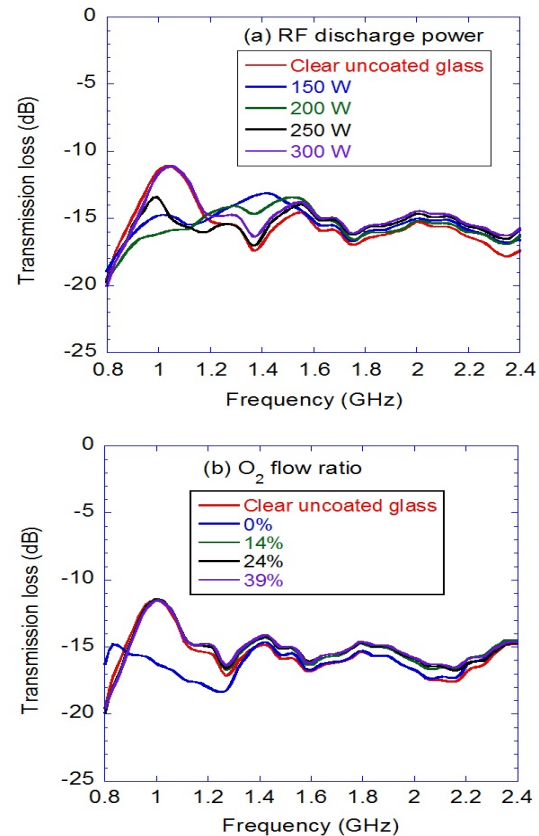 0
(a) RF discharge power
Clear uncoated glass
150 W
200 W
250 W
300 W
-5
-10
-15
-20
-25
Transmission loss (dB)
0.8 1 1.2 1.4 1.6 1.8 2 2.2 2.4
Frequency (GHz)
0
(b) O₂ flow ratio
Clear uncoated glass
0%
14%
24%
39%
-5
-10
-15
-20
-25
Transmission loss (dB)
0.8 1 1.2 1.4 1.6 1.8 2 2.2 2.4
Frequency (GHz)